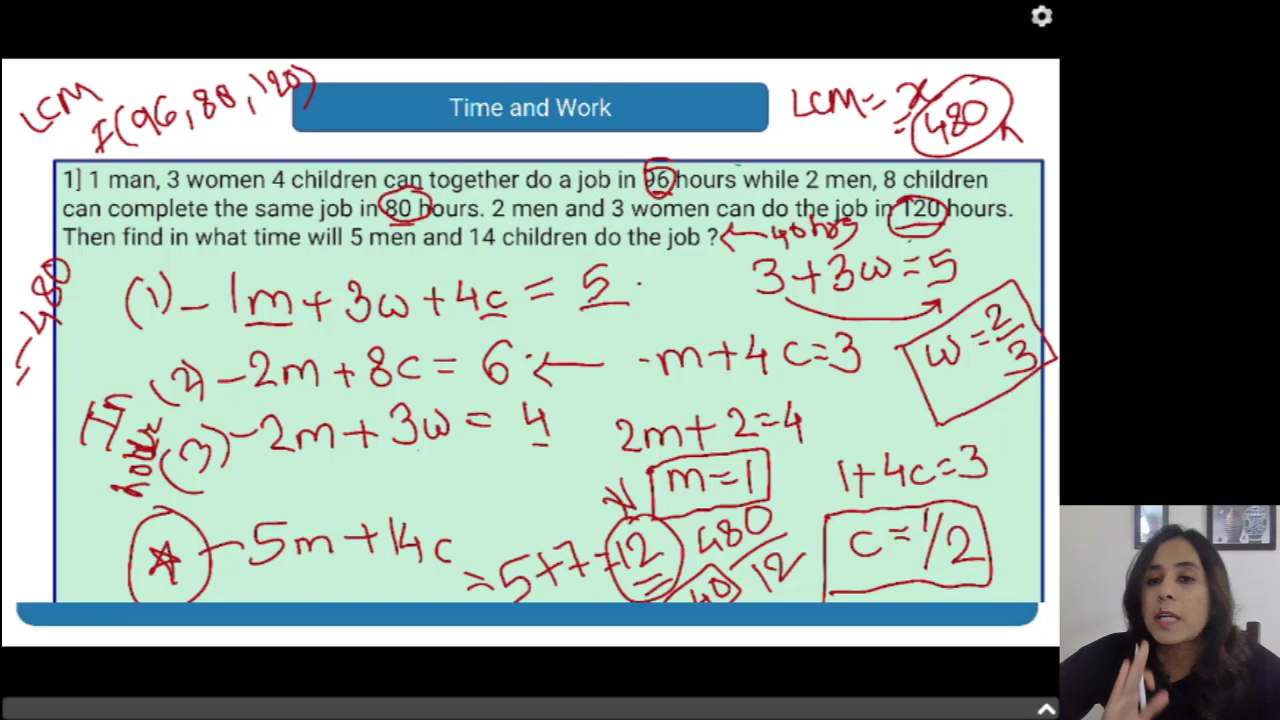 LCM
(96, 80, 120)
= 480
Time and Work
LCM = x
480
1] 1 man, 3 women 4 children can together do a job in 96 hours while 2 men, 8 children
can complete the same job in 80 hours. 2 men and 3 women can do the job in 120 hours.
Then find in what time will 5 men and 14 children do the job ?
← 40 hrs
(1) - 1m + 3w + 4c = 5
3 + 3w = 5
w = 2/3
(2) - 2m + 8c = 6 ←
m + 4c = 3
hour
(3) - 2m + 3w = 4
2m + 2 = 4
m = 1
1 + 4c = 3
c = 1/2
- 5m + 14c
5 + 7 = 12
480
12
40